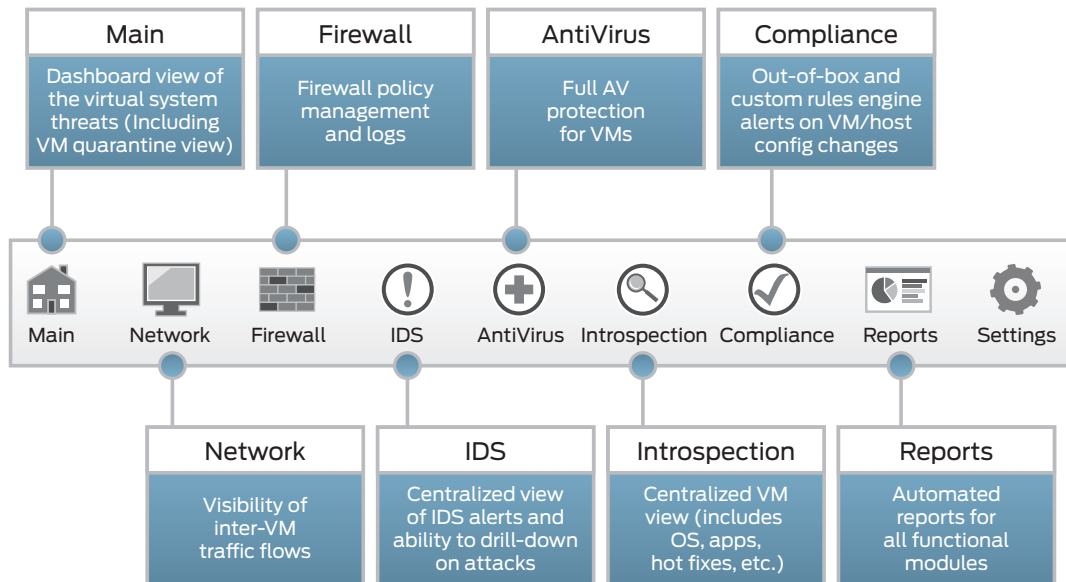 Main
Dashboard view of
the virtual system
threats (Including
VM quarantine view)
Firewall
Firewall policy
management
and logs
AntiVirus
Full AV
protection
for VMs
Compliance
Out-of-box and
custom rules engine
alerts on VM/host
config changes
Main
Network
Firewall
IDS
AntiVirus
Introspection
Compliance
Reports
Settings
Network
Visibility of
inter-VM
traffic flows
IDS
Centralized view
of IDS alerts and
ability to drill-down
on attacks
Introspection
Centralized VM
view (includes
OS, apps,
hot fixes, etc.)
Reports
Automated
reports for
all functional
modules